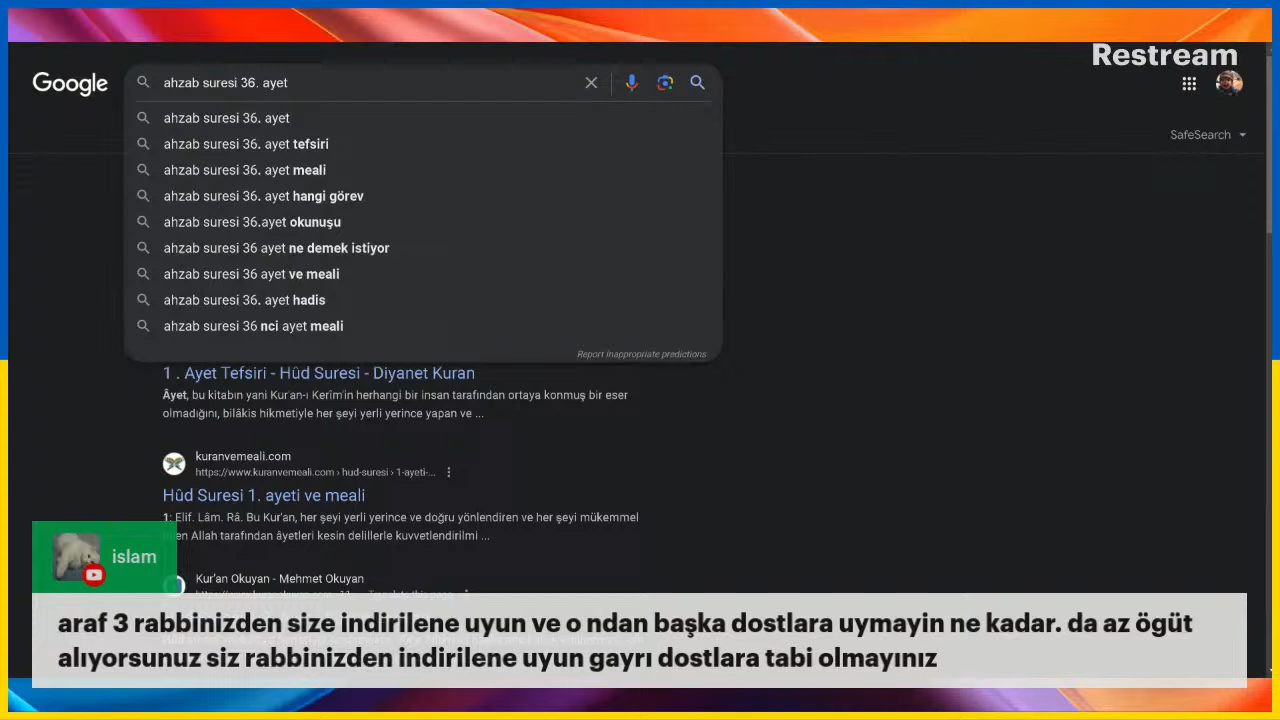 Restream
Google
ahzab suresi 36. ayet
SafeSearch
ahzab suresi 36. ayet
ahzab suresi 36. ayet tefsiri
ahzab suresi 36. ayet meali
ahzab suresi 36. ayet hangi görev
ahzab suresi 36.ayet okunuşu
ahzab suresi 36 ayet ne demek istiyor
ahzab suresi 36 ayet ve meali
ahzab suresi 36. ayet hadis
ahzab suresi 36 nci ayet meali
Report inappropriate predictions
1 . Ayet Tefsiri - Hûd Suresi - Diyanet Kuran
Âyet, bu kitabın yani Kur'an-ı Kerîm'in herhangi bir insan tarafından ortaya konmuş bir eser
olmadığını, bilâkis hikmetiyle her şeyi yerli yerince yapan ve ...
kuranvemeali.com
https://www.kuranvemeali.com › hud-suresi › 1-ayeti-...
Hûd Suresi 1. ayeti ve meali
1: Elif. Lâm. Râ. Bu Kur'an, her şeyi yerli yerince ve doğru yönlendiren ve her şeyi mükemmel
Allah tarafından âyetleri kesin delillerle kuvvetlendirilmi ...
Kur'an Okuyan - Mehmet Okuyan
islam
araf 3 rabbinizden size indirilene uyun ve o ndan başka dostlara uymayin ne kadar. da az ögüt
alıyorsunuz siz rabbinizden indirilene uyun gayrı dostlara tabi olmayınız